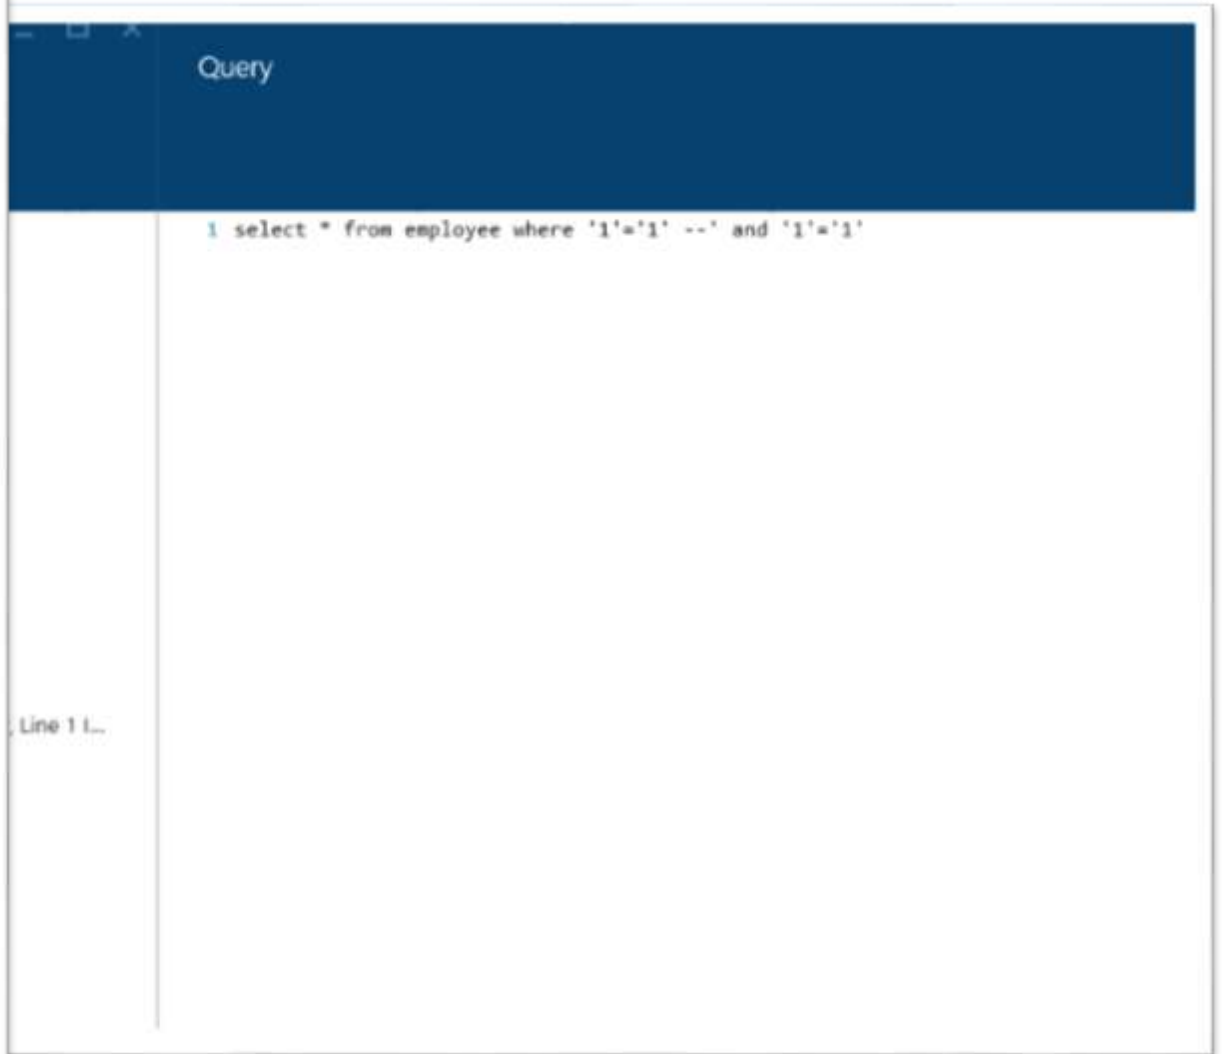 Query
1 select * from employee where '1'='1' --' and '1'='1'
, Line 1 I...